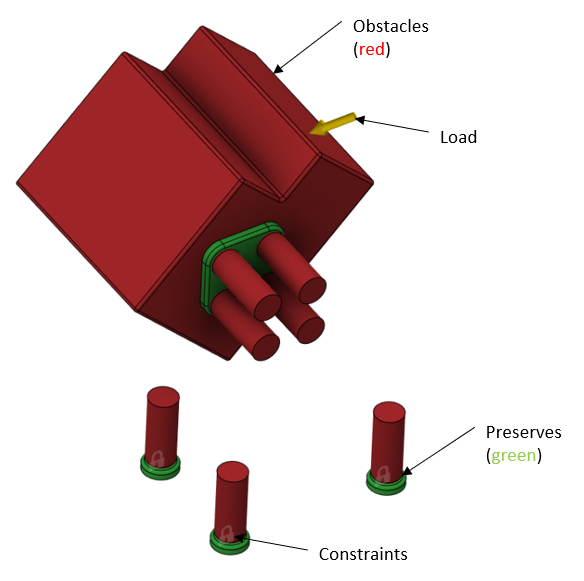 Obstacles
(red)
Load
Preserves
(green)
Constraints